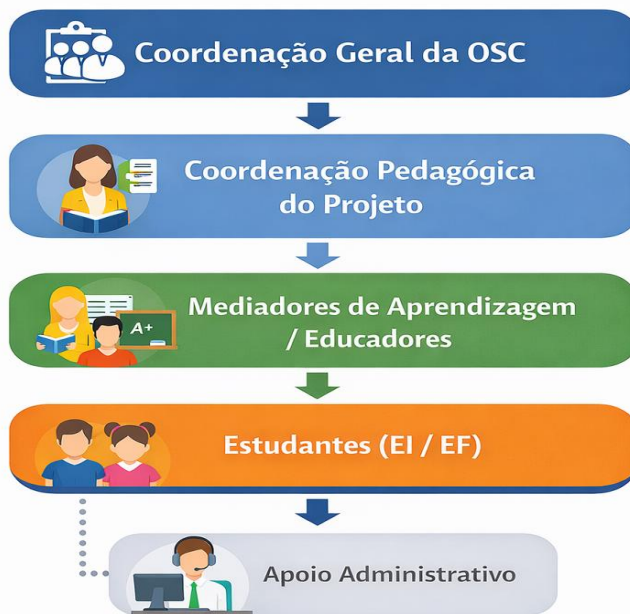 Coordenação Geral da OSC
Coordenação Pedagógica
do Projeto
Mediadores de Aprendizagem
/ Educadores
A+
Estudantes (EI / EF)
Apoio Administrativo